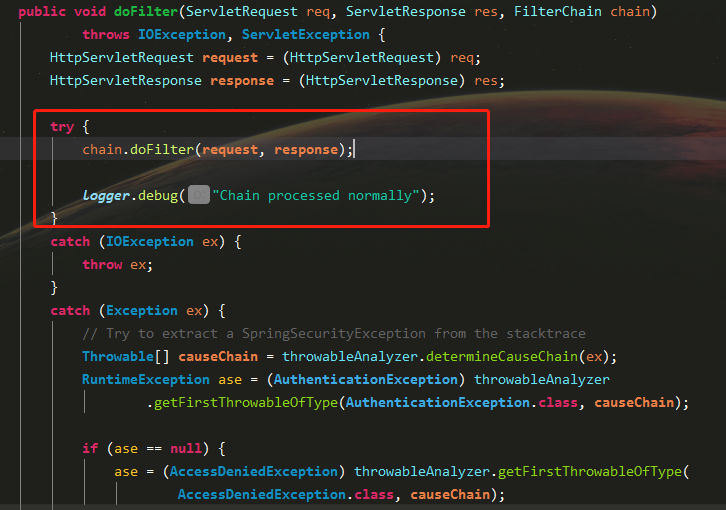 public void doFilter(ServletRequest req, ServletResponse res, FilterChain chain)
throws IOException, ServletException {
HttpServletRequest request = (HttpServletRequest) req;
HttpServletResponse response = (HttpServletResponse) res;
try {
chain.doFilter(request, response);
logger.debug("Chain processed normally");
}
catch (IOException ex) {
throw ex;
}
catch (Exception ex) {
// Try to extract a SpringSecurityException from the stacktrace
Throwable[] causeChain = throwableAnalyzer.determineCauseChain(ex);
RuntimeException ase = (AuthenticationException) throwableAnalyzer
.getFirstThrowableOfType(AuthenticationException.class, causeChain);
if (ase == null) {
ase = (AccessDeniedException) throwableAnalyzer.getFirstThrowableOfType(
AccessDeniedException.class, causeChain);